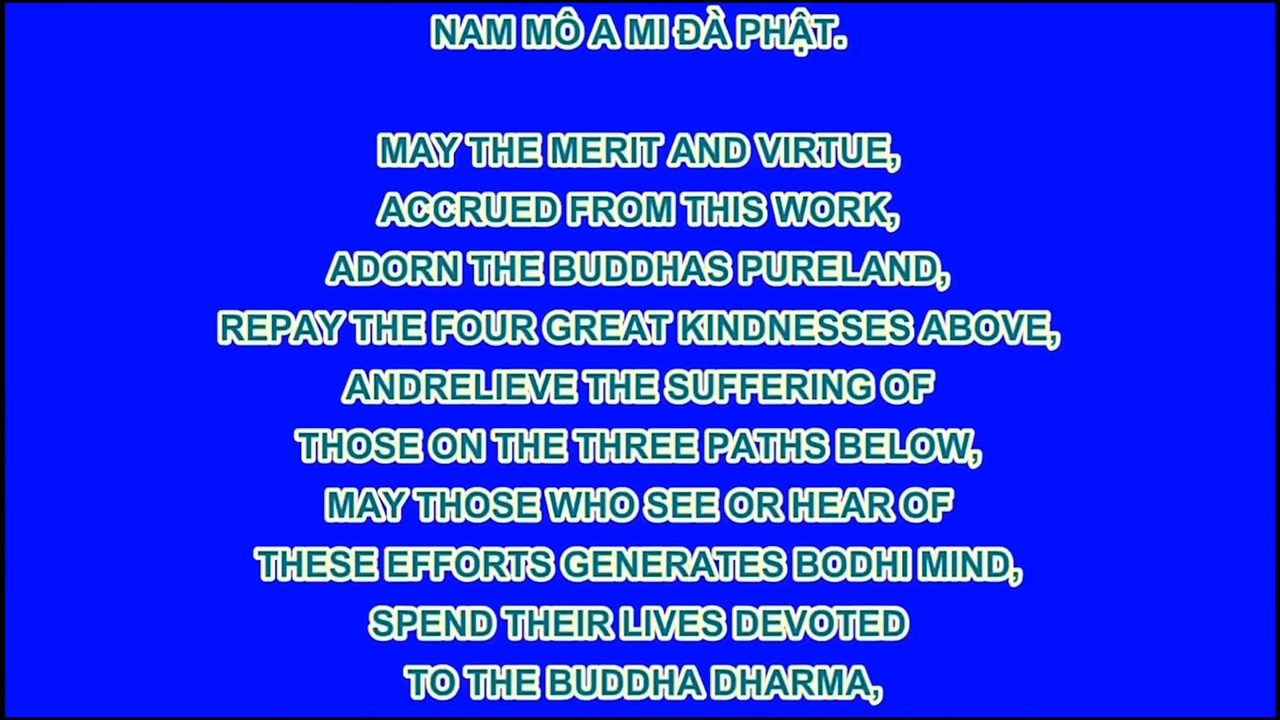 NAM MÔ A MI ĐÀ PHẬT.
MAY THE MERIT AND VIRTUE,
ACCRUED FROM THIS WORK,
ADORN THE BUDDHAS PURELAND,
REPAY THE FOUR GREAT KINDNESSES ABOVE,
ANDRELIEVE THE SUFFERING OF
THOSE ON THE THREE PATHS BELOW,
MAY THOSE WHO SEE OR HEAR OF
THESE EFFORTS GENERATES BODHI MIND,
SPEND THEIR LIVES DEVOTED
TO THE BUDDHA DHARMA,